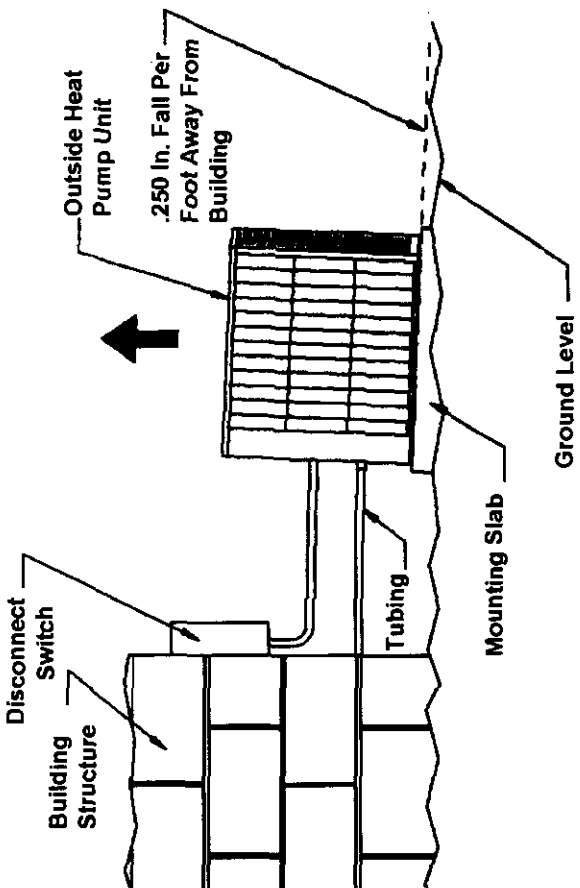 Outside Heat
Pump Unit
.250 In. Fall Per
Foot Away From
Building
Disconnect
Switch
Building
Structure
Tubing
Mounting Slab
Ground Level